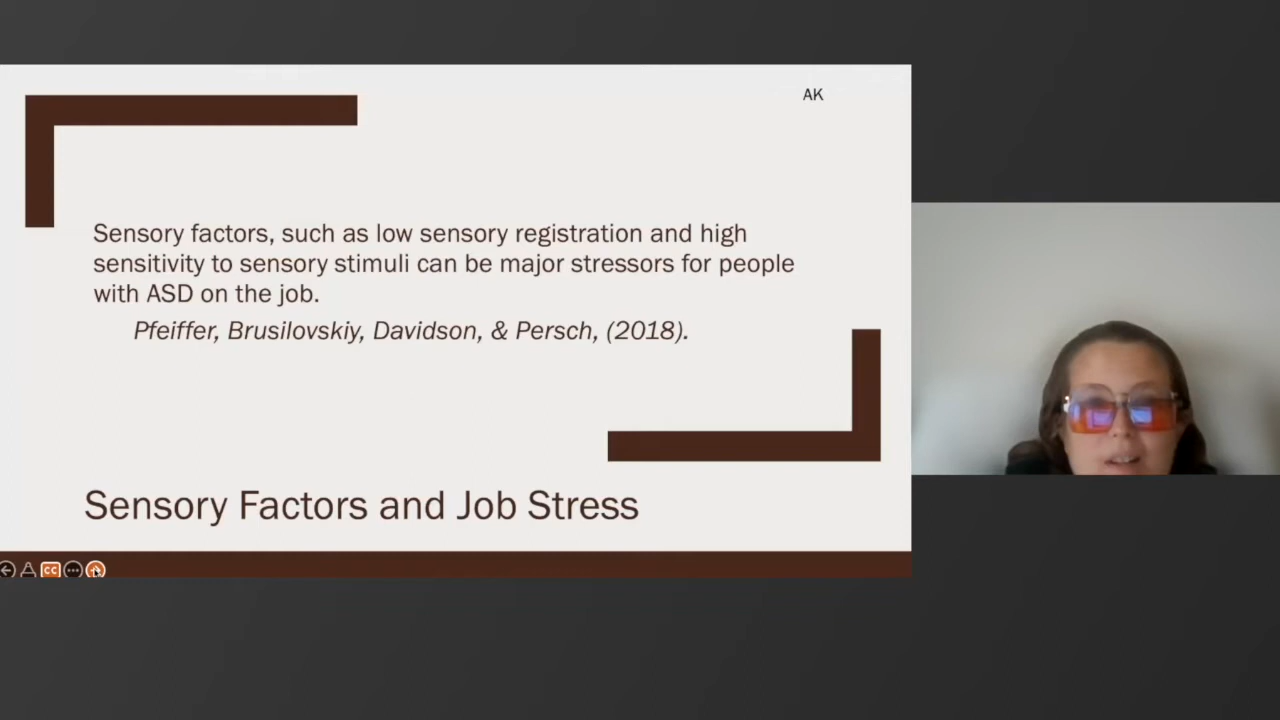 AK
Sensory factors, such as low sensory registration and high
sensitivity to sensory stimuli can be major stressors for people
with ASD on the job.
Pfeiffer, Brusilovskiy, Davidson, & Persch, (2018).
Sensory Factors and Job Stress
CC